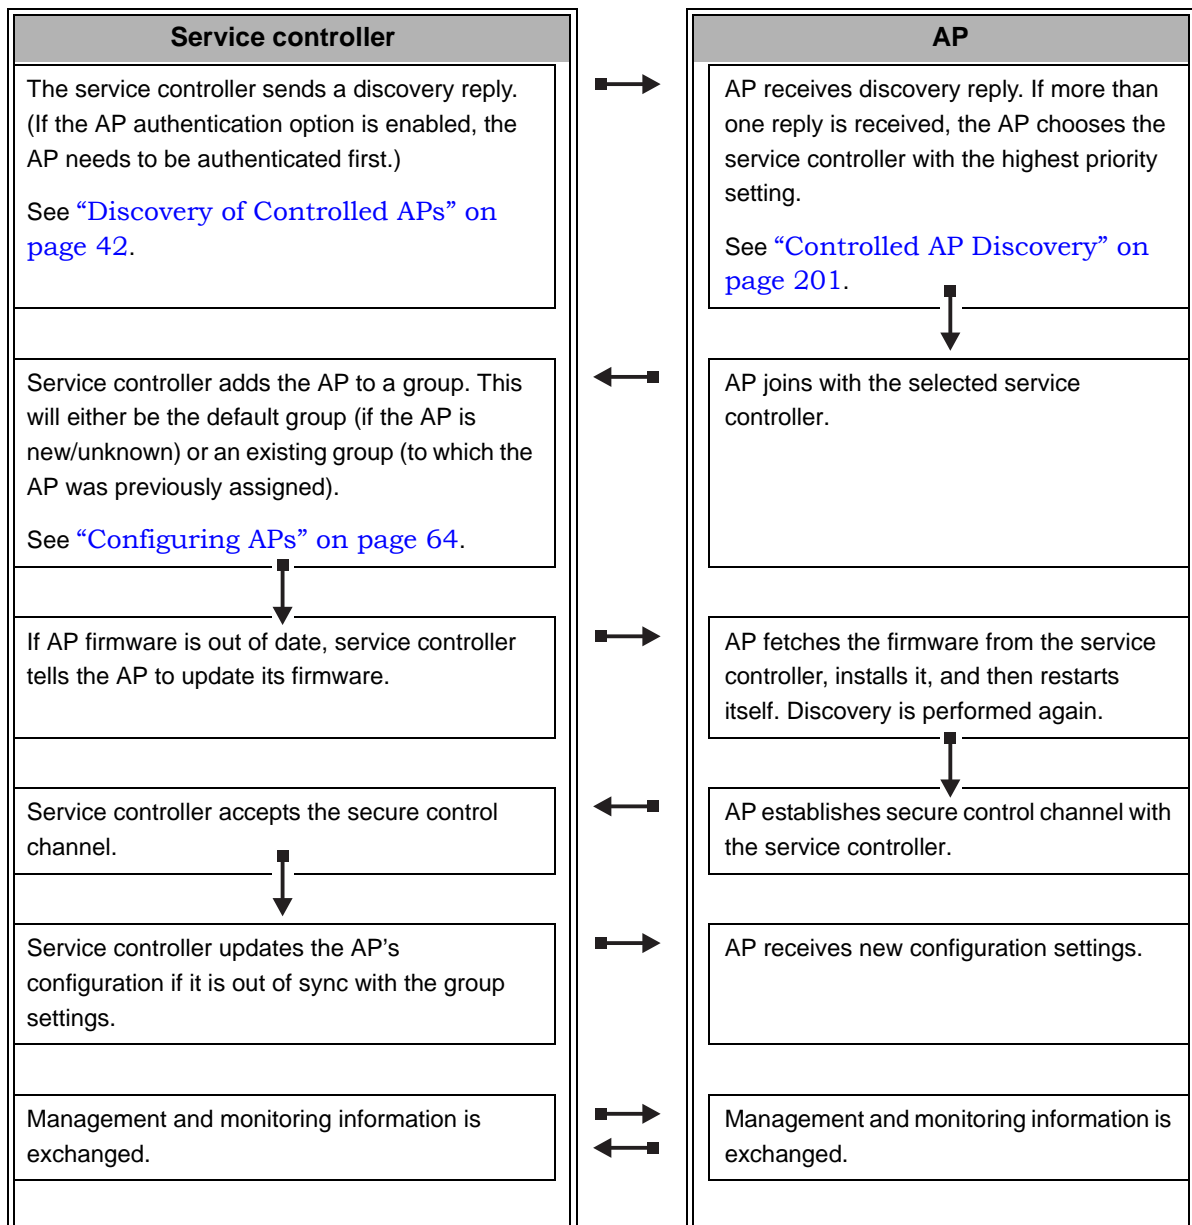 Service controller
AP
The service controller sends a discovery reply.
(If the AP authentication option is enabled, the
AP needs to be authenticated first.)
See “Discovery of Controlled APs” on
page 42.
AP receives discovery reply. If more than
one reply is received, the AP chooses the
service controller with the highest priority
setting.
See “Controlled AP Discovery” on
page 201.
Service controller adds the AP to a group. This
will either be the default group (if the AP is
new/unknown) or an existing group (to which the
AP was previously assigned).
See “Configuring APs” on page 64.
AP joins with the selected service
controller.
If AP firmware is out of date, service controller
tells the AP to update its firmware.
AP fetches the firmware from the service
controller, installs it, and then restarts
itself. Discovery is performed again.
Service controller accepts the secure control
channel.
AP establishes secure control channel with
the service controller.
Service controller updates the AP’s
configuration if it is out of sync with the group
settings.
AP receives new configuration settings.
Management and monitoring information is
exchanged.
Management and monitoring information is
exchanged.